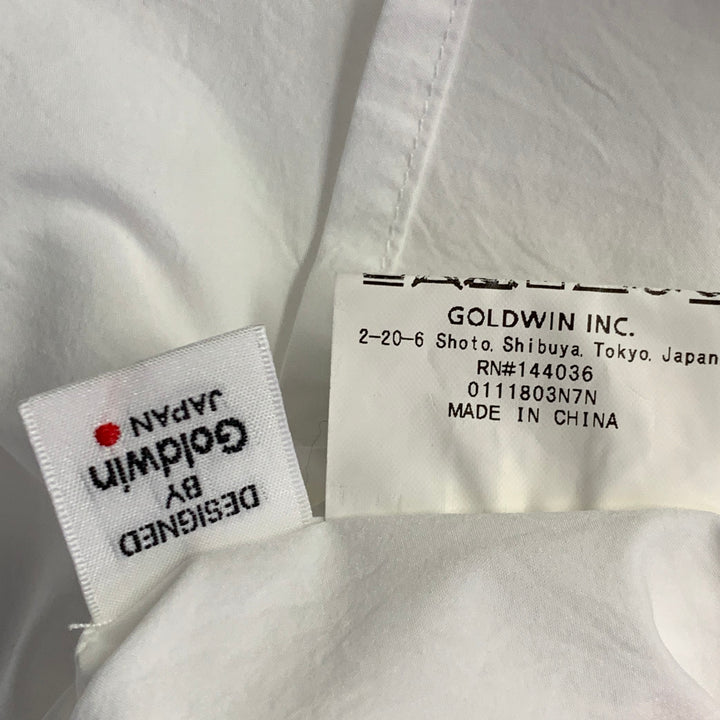 GOLDWIN INC.
2-20-6 Shoto, Shibuya, Tokyo, Japan
RN#144036
0111803N7N
MADE IN CHINA
DESIGNED
BY
Goldwin
JAPAN